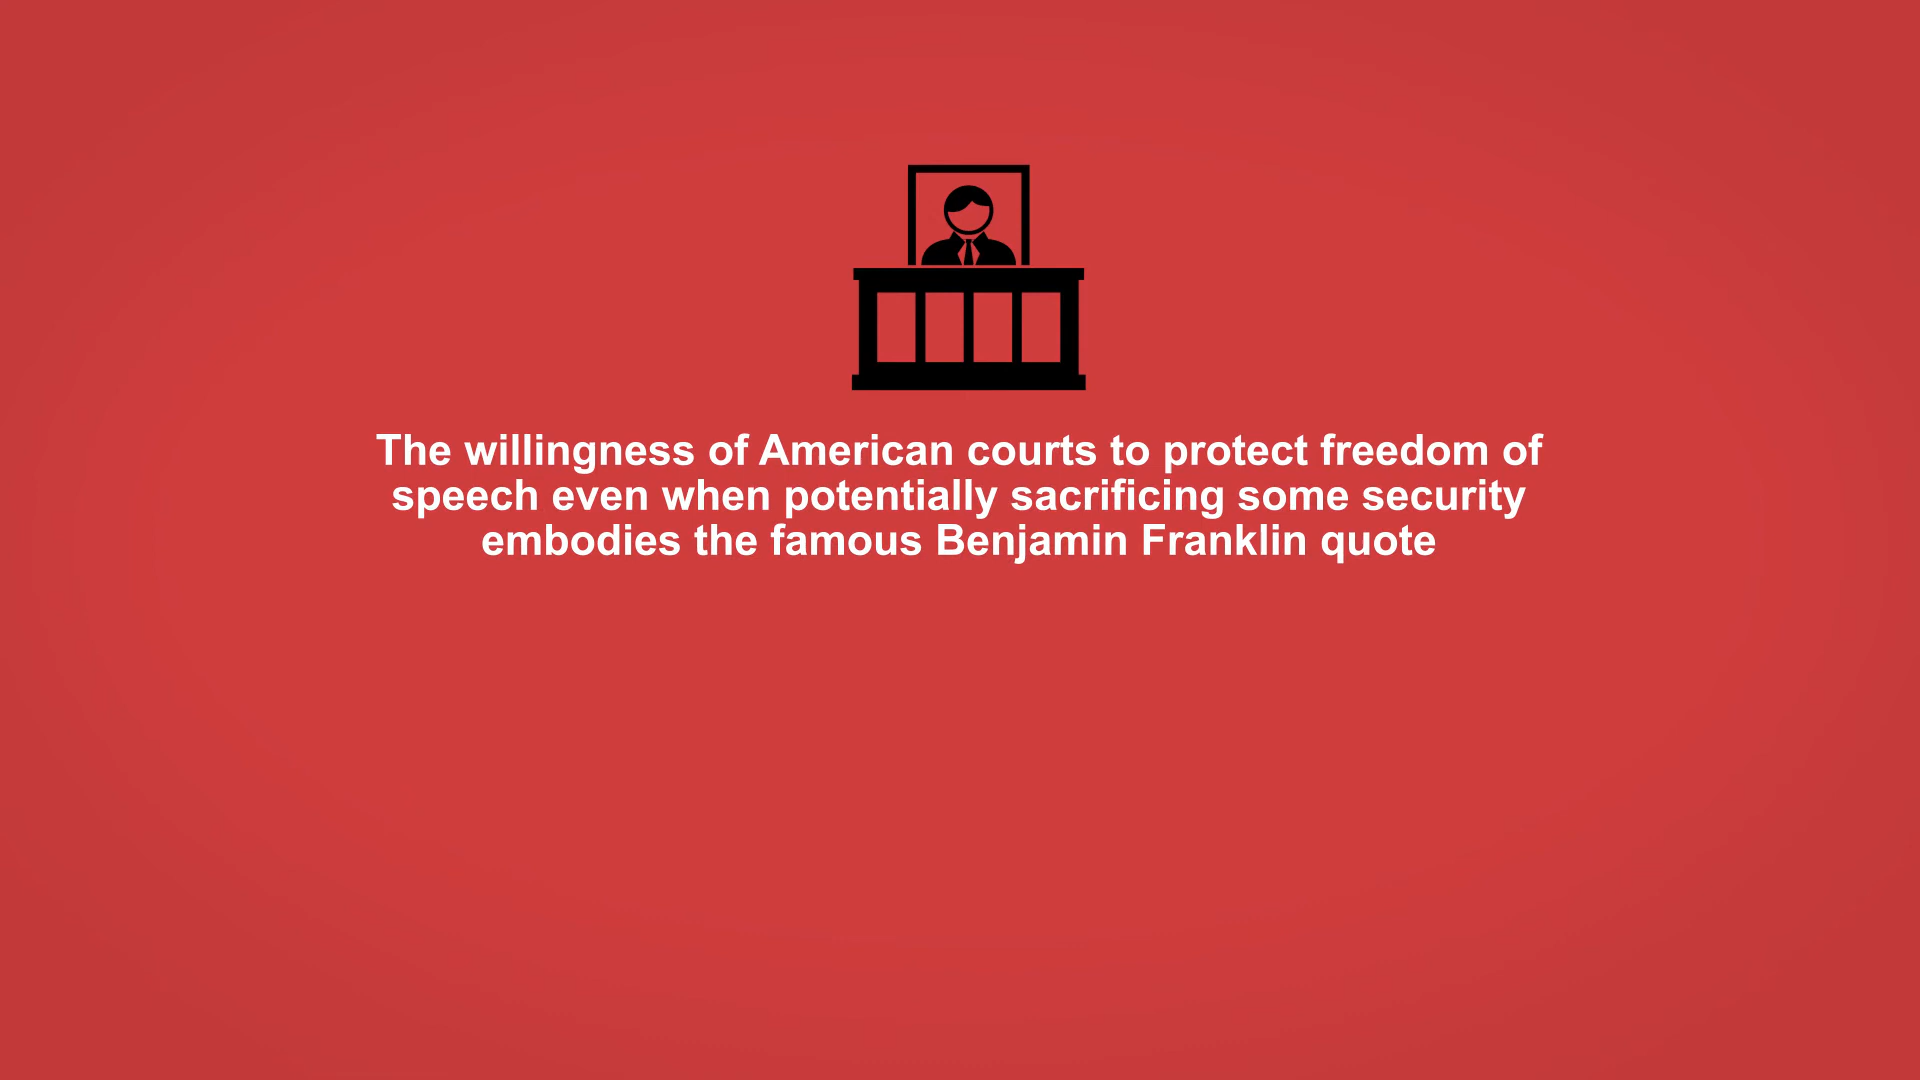 The willingness of American courts to protect freedom of
speech even when potentially sacrificing some security
embodies the famous Benjamin Franklin quote